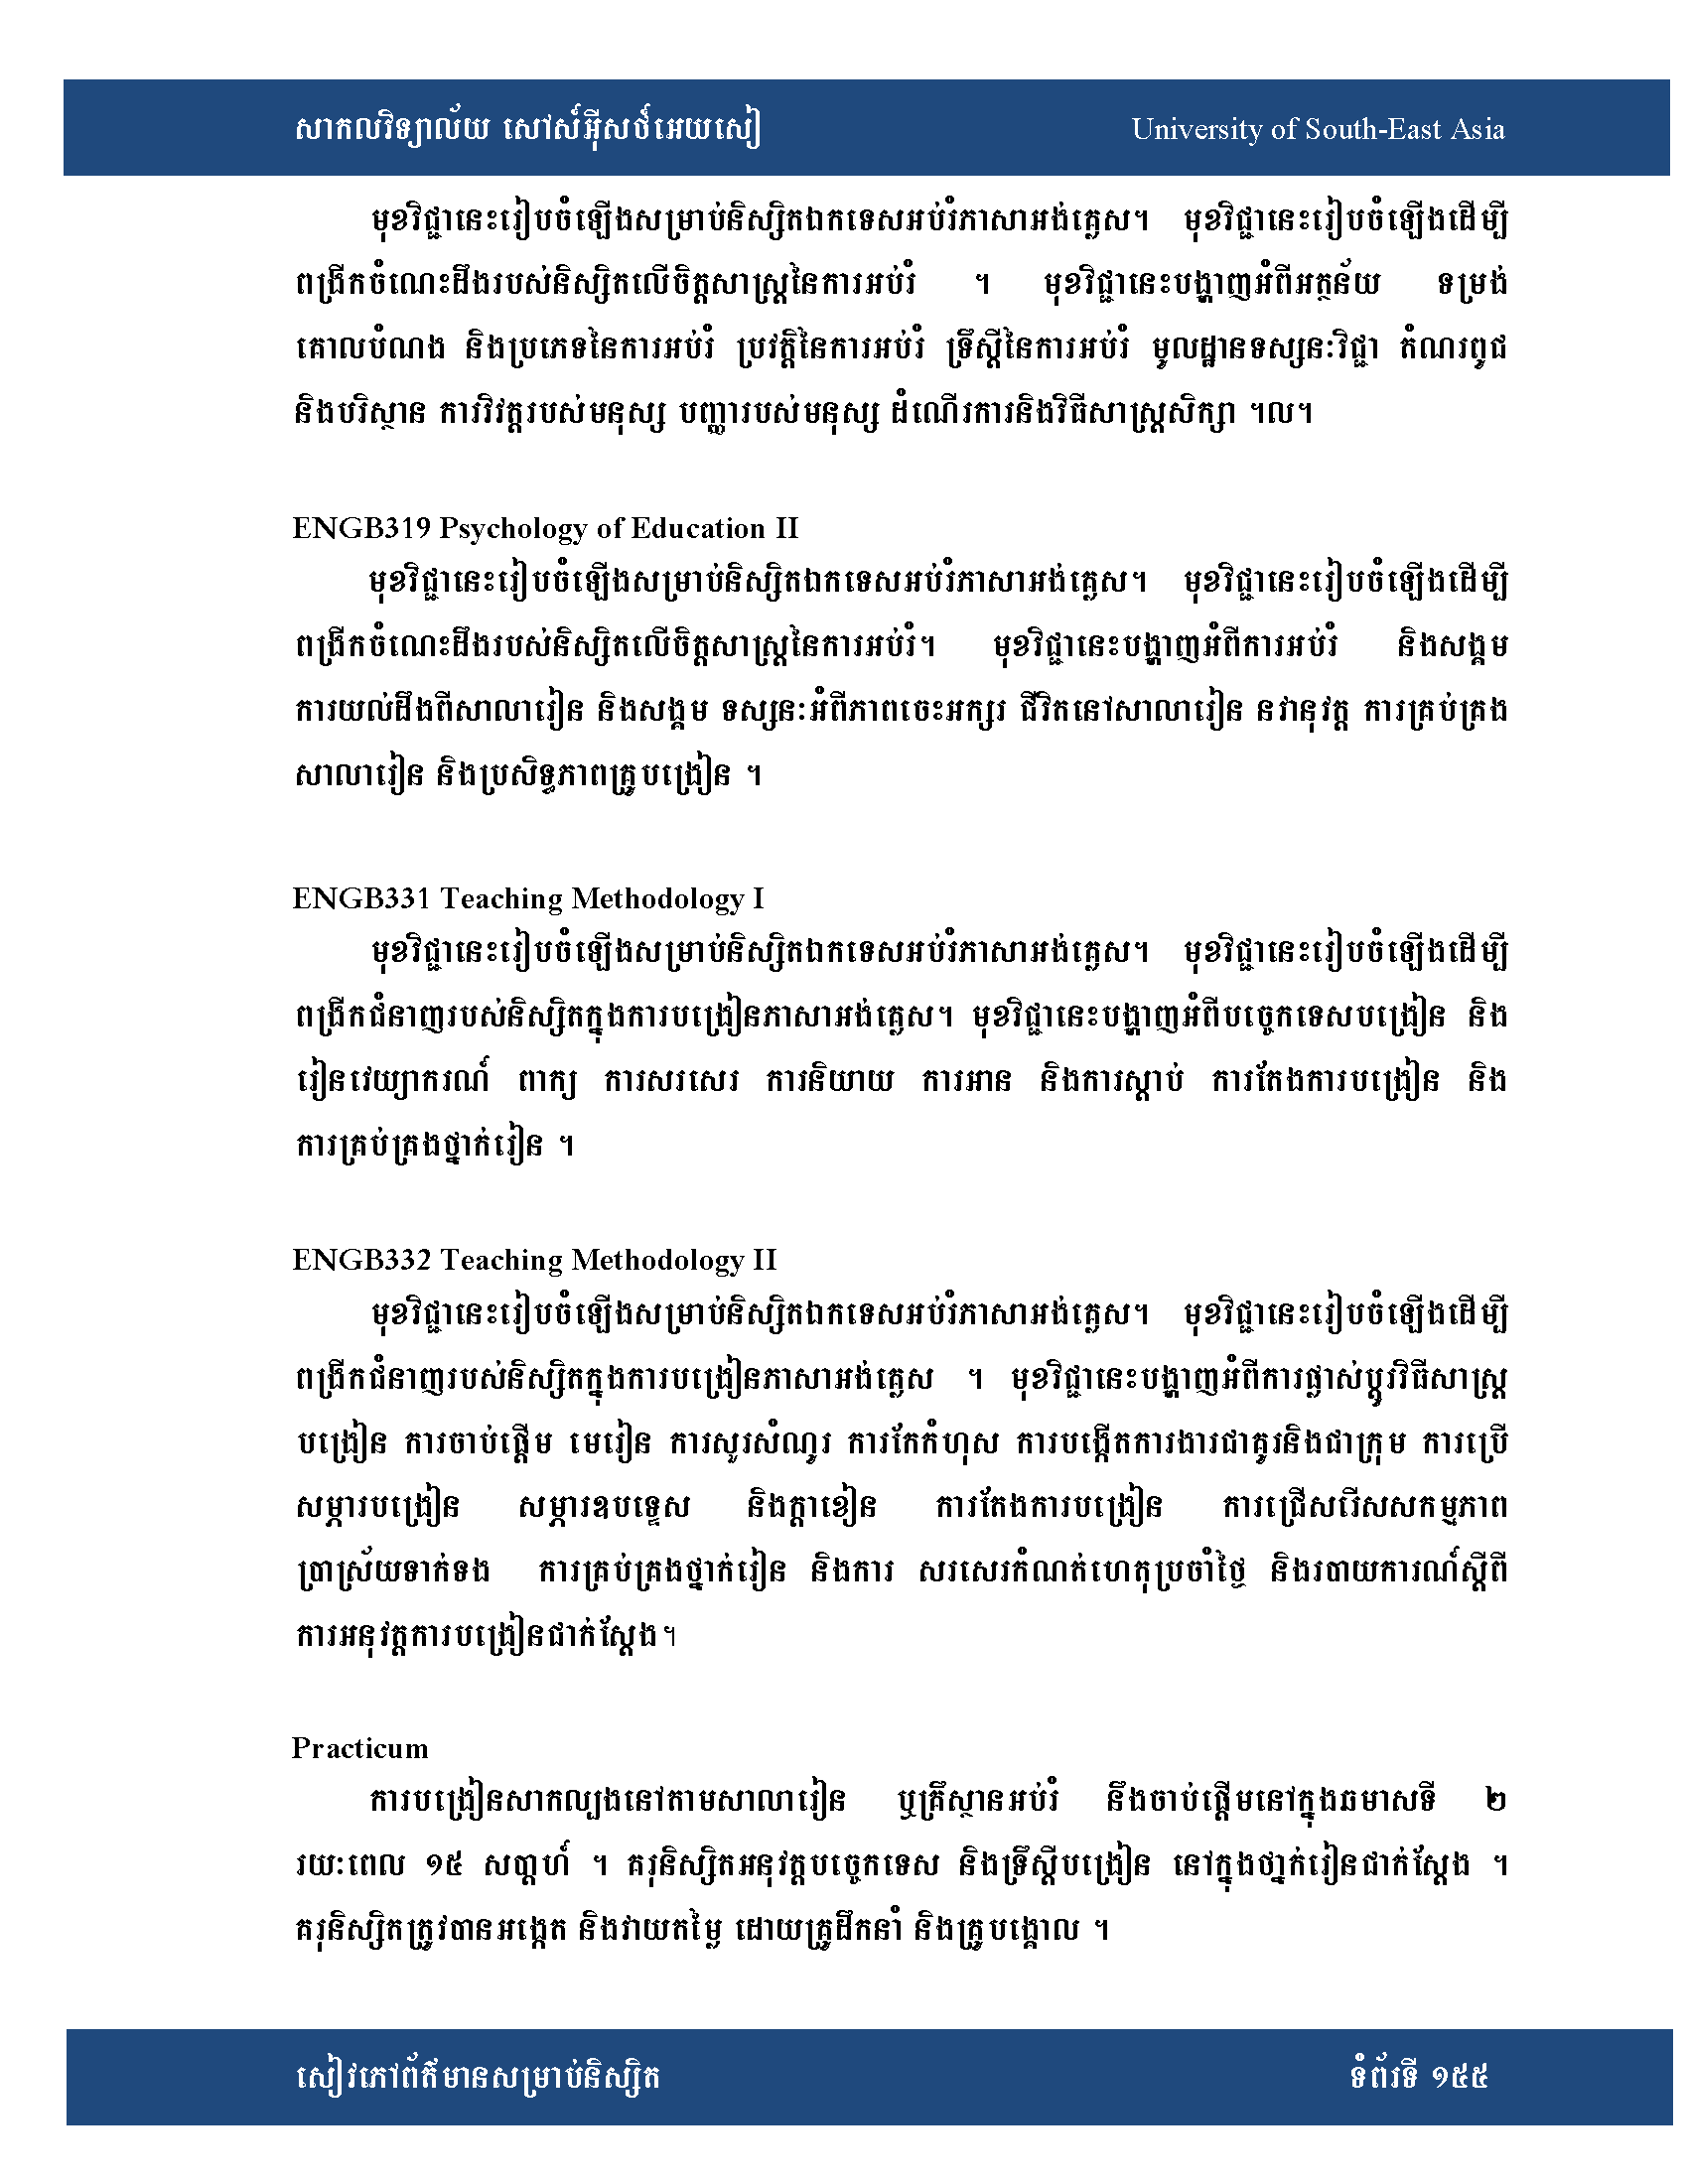 សាកលវិទ្យាល័យ សៅស៍អ៊ីសថ៍អេយសៀ University of South-East Asia
មុខវិជ្ជានេះរៀបចំឡើងសម្រាប់និស្សិតឯកទេសអប់រំភាសាអង់គ្លេស។ មុខវិជ្ជានេះរៀបចំឡើងដើម្បី
ពង្រីកចំណេះដឹងរបស់និស្សិតលើចិត្តសាស្រ្តនៃការអប់រំ ។ មុខវិជ្ជានេះបង្ហាញអំពីអត្ថន័យ ទម្រង់
គោលបំណង និងប្រភេទនៃការអប់រំ ប្រវត្តិនៃការអប់រំ ទ្រឹស្តីនៃការអប់រំ មូលដ្ឋានទស្សនៈវិជ្ជា តំណរពូជ
និងបរិស្ថាន ការវិវត្តរបស់មនុស្ស បញ្ញារបស់មនុស្ស ដំណើរការនិងវិធីសាស្រ្តសិក្សា ។ល។
ENGB319 Psychology of Education II
មុខវិជ្ជានេះរៀបចំឡើងសម្រាប់និស្សិតឯកទេសអប់រំភាសាអង់គ្លេស។ មុខវិជ្ជានេះរៀបចំឡើងដើម្បី
ពង្រីកចំណេះដឹងរបស់និស្សិតលើចិត្តសាស្រ្តនៃការអប់រំ។ មុខវិជ្ជានេះបង្ហាញអំពីការអប់រំ និងសង្គម
ការយល់ដឹងពីសាលារៀន និងសង្គម ទស្សនៈអំពីភាពចេះអក្សរ ជីវិតនៅសាលារៀន នវានុវត្ត ការគ្រប់គ្រង
សាលារៀន និងប្រសិទ្ធភាពគ្រូបង្រៀន ។
ENGB331 Teaching Methodology I
មុខវិជ្ជានេះរៀបចំឡើងសម្រាប់និស្សិតឯកទេសអប់រំភាសាអង់គ្លេស។ មុខវិជ្ជានេះរៀបចំឡើងដើម្បី
ពង្រីកជំនាញរបស់និស្សិតក្នុងការបង្រៀនភាសាអង់គ្លេស។ មុខវិជ្ជានេះបង្ហាញអំពីបច្ចេកទេសបង្រៀន និង
រៀនវេយ្យាករណ៍ ពាក្យ ការសរសេរ ការនិយាយ ការអាន និងការស្តាប់ ការតែងការបង្រៀន និង
ការគ្រប់គ្រងថ្នាក់រៀន ។
ENGB332 Teaching Methodology II
មុខវិជ្ជានេះរៀបចំឡើងសម្រាប់និស្សិតឯកទេសអប់រំភាសាអង់គ្លេស។ មុខវិជ្ជានេះរៀបចំឡើងដើម្បី
ពង្រីកជំនាញរបស់និស្សិតក្នុងការបង្រៀនភាសាអង់គ្លេស ។ មុខវិជ្ជានេះបង្ហាញអំពីការផ្លាស់ប្តូរវិធីសាស្រ្ត
បង្រៀន ការចាប់ផ្តើម មេរៀន ការសួរសំណួរ ការកែកំហុស ការបង្កើតការងារជាគូរនិងជាក្រុម ការប្រើ
សម្ភារបង្រៀន សម្ភារឧបទ្ទេស និងក្តាខៀន ការតែងការបង្រៀន ការជ្រើសរើសសកម្មភាព
ប្រាស្រ័យទាក់ទង ការគ្រប់គ្រងថ្នាក់រៀន និងការ សរសេរកំណត់ហេតុប្រចាំថ្ងៃ និងរបាយការណ៍ស្តីពី
ការអនុវត្តការបង្រៀនជាក់ស្តែង។
Practicum
ការបង្រៀនសាកល្បងនៅតាមសាលារៀន ឬគ្រឹស្ថានអប់រំ នឹងចាប់ផ្តើមនៅក្នុងឆមាសទី ២
រយៈពេល ១៥ សប្តាហ៍ ។ គរុនិស្សិតអនុវត្តបច្ចេកទេស និងទ្រឹស្តីបង្រៀន នៅក្នុងថា្នក់រៀនជាក់ស្តែង ។
គរុនិស្សិតត្រូវបានអង្កេត និងវាយតម្លៃ ដោយគ្រូដឹកនាំ និងគ្រូបង្គោល ។
សៀវភៅព័ត៌មានសម្រាប់និស្សិត ទំព័រទី ១៥៥